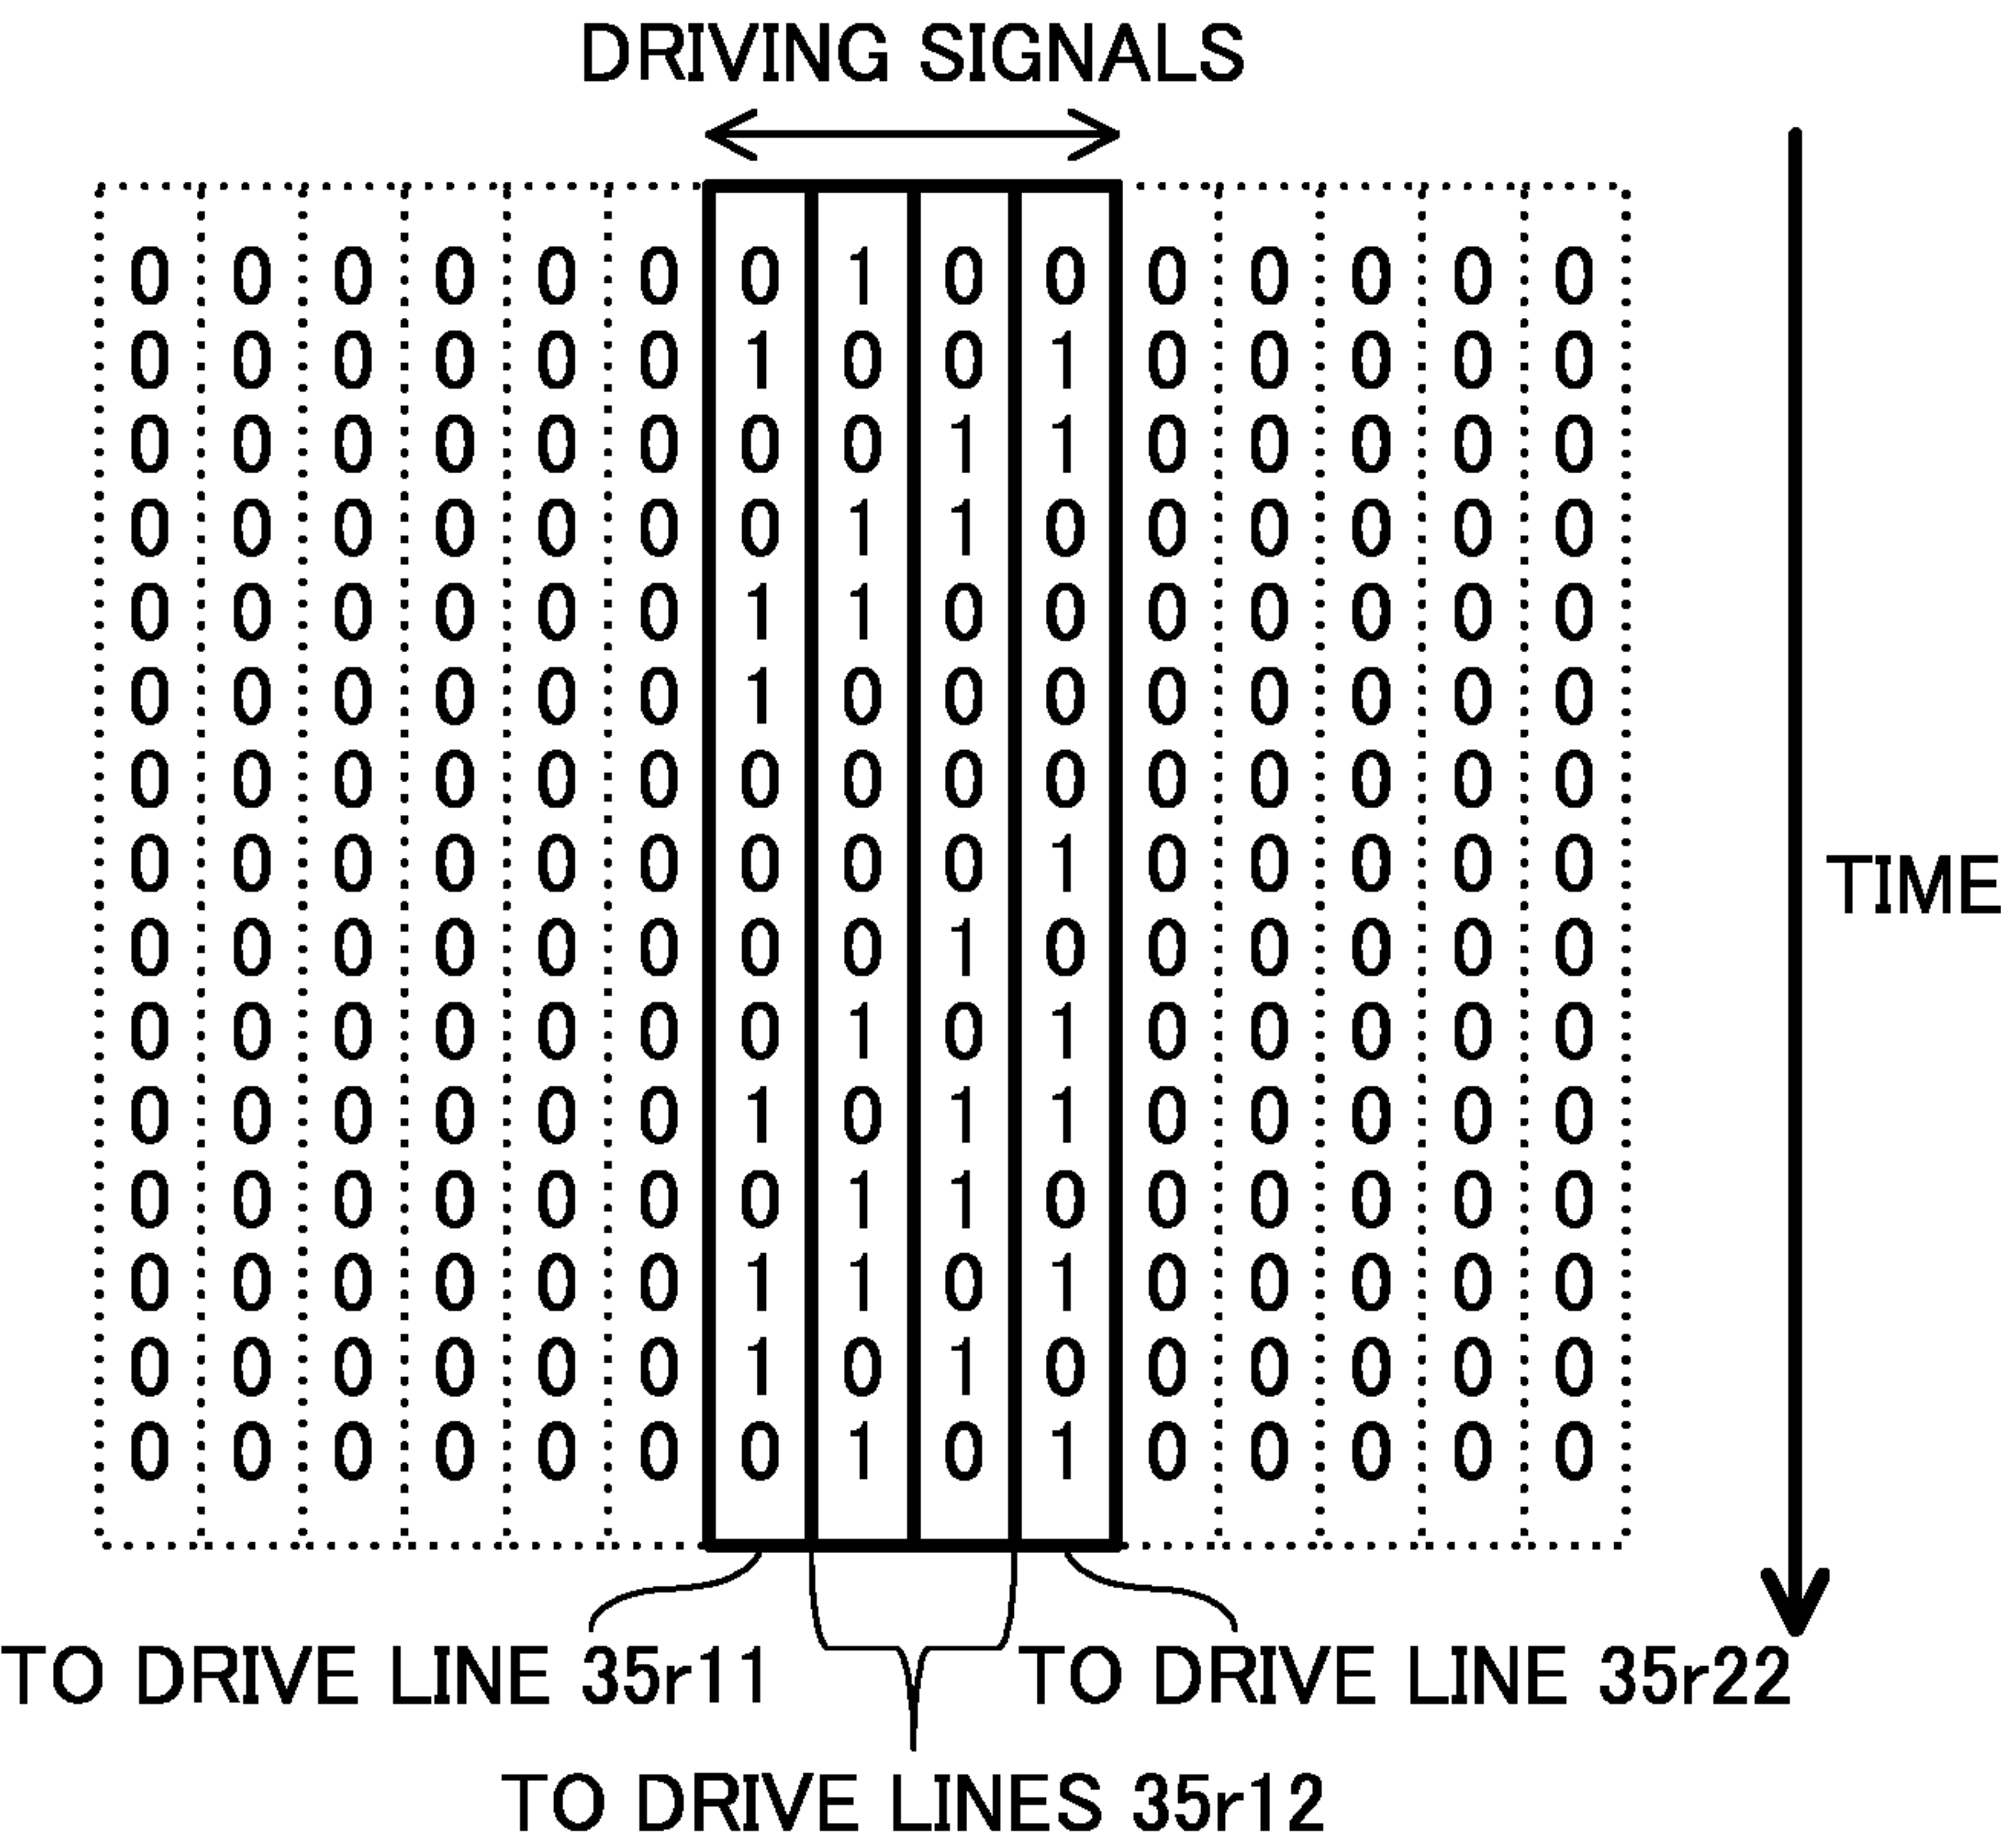 DRIVING SIGNALS
0 0 0 0 0 0 0 1 0 0 0 0 0 0 0
0 0 0 0 0 0 1 0 0 1 0 0 0 0 0
0 0 0 0 0 0 0 0 1 1 0 0 0 0 0
0 0 0 0 0 0 0 1 1 0 0 0 0 0 0
0 0 0 0 0 0 1 1 0 0 0 0 0 0 0
0 0 0 0 0 0 1 0 0 0 0 0 0 0 0
0 0 0 0 0 0 0 0 0 0 0 0 0 0 0
0 0 0 0 0 0 0 0 0 1 0 0 0 0 0
TIME
0 0 0 0 0 0 0 0 1 0 0 0 0 0 0
0 0 0 0 0 0 0 1 0 1 0 0 0 0 0
0 0 0 0 0 0 1 0 1 1 0 0 0 0 0
0 0 0 0 0 0 0 1 1 0 0 0 0 0 0
0 0 0 0 0 0 1 1 0 1 0 0 0 0 0
0 0 0 0 0 0 1 0 1 0 0 0 0 0 0
0 0 0 0 0 0 0 1 0 1 0 0 0 0 0
TO DRIVE LINE 35r11
TO DRIVE LINE 35r22
TO DRIVE LINES 35r12